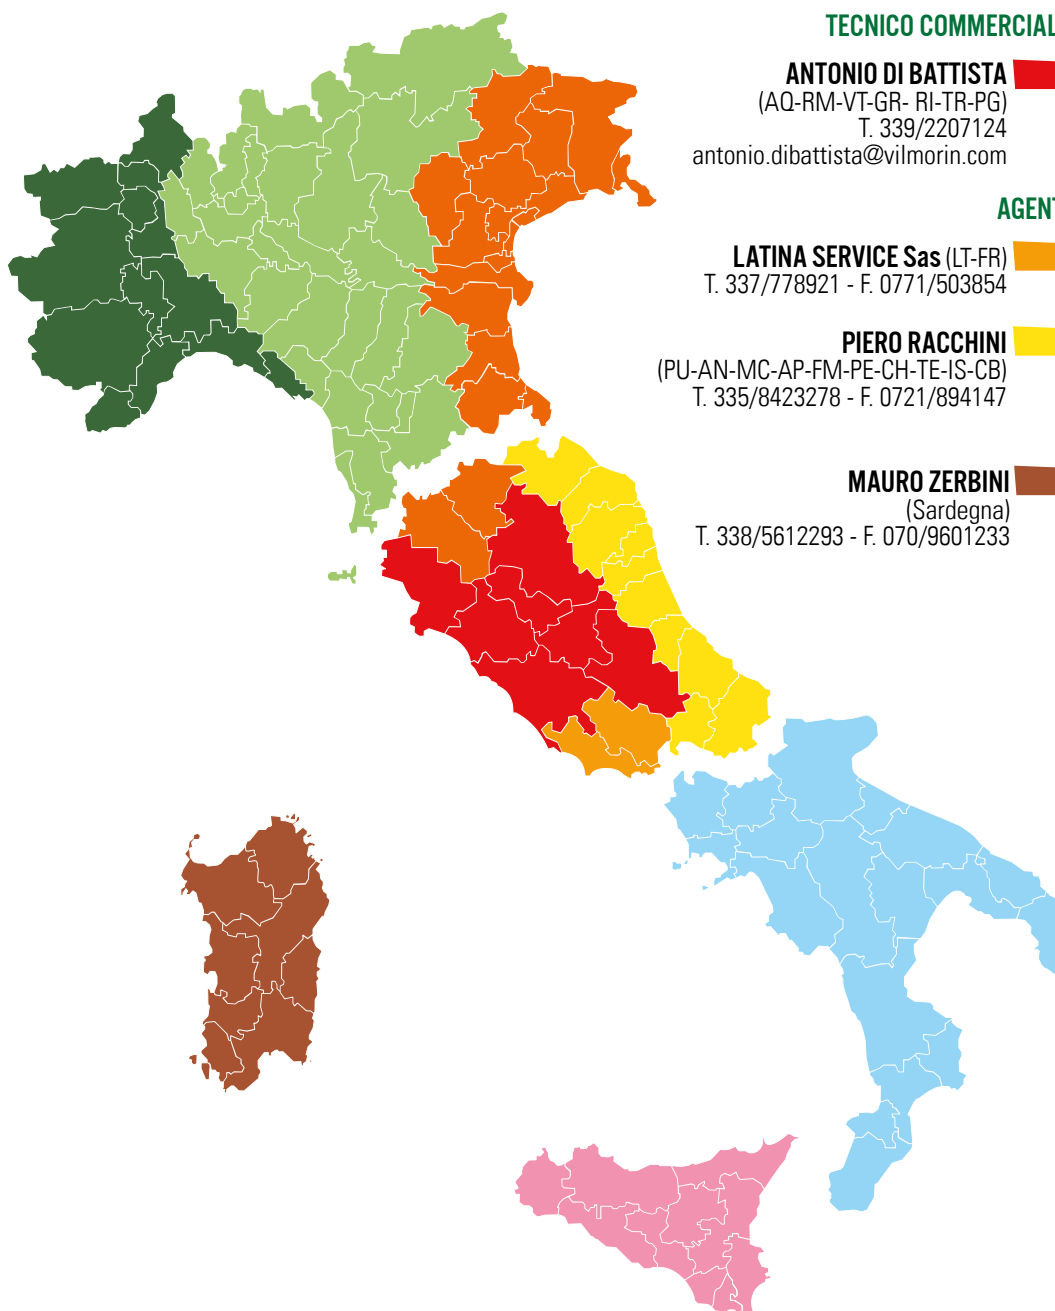 TECNICO COMMERCIAL
ANTONIO DI BATTISTA
(AQ-RM-VT-GR- RI-TR-PG)
T. 339/2207124
antonio.dibattista@vilmorin.com
AGENT
LATINA SERVICE Sas (LT-FR)
T. 337/778921 - F. 0771/503854
PIERO RACCHINI
(PU-AN-MC-AP-FM-PE-CH-TE-IS-CB)
T. 335/8423278 - F. 0721/894147
MAURO ZERBINI
(Sardegna)
T. 338/5612293 - F. 070/9601233